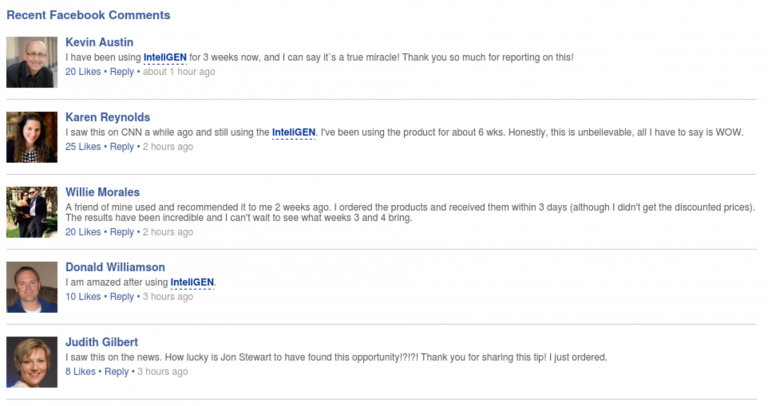 Recent Facebook Comments
Kevin Austin
I have been using InteliGEN for 3 weeks now, and I can say it`s a true miracle! Thank you so much for reporting on this!
20 Likes • Reply • about 1 hour ago
Karen Reynolds
I saw this on CNN a while ago and still using the InteliGEN. I've been using the product for about 6 wks. Honestly, this is unbelievable, all I have to say is WOW.
25 Likes • Reply • 2 hours ago
Willie Morales
A friend of mine used and recommended it to me 2 weeks ago. I ordered the products and received them within 3 days (although I didn't get the discounted prices).
The results have been incredible and I can't wait to see what weeks 3 and 4 bring.
20 Likes • Reply • 2 hours ago
Donald Williamson
I am amazed after using InteliGEN.
10 Likes • Reply • 3 hours ago
Judith Gilbert
I saw this on the news. How lucky is Jon Stewart to have found this opportunity!?!?! Thank you for sharing this tip! I just ordered.
8 Likes • Reply • 3 hours ago